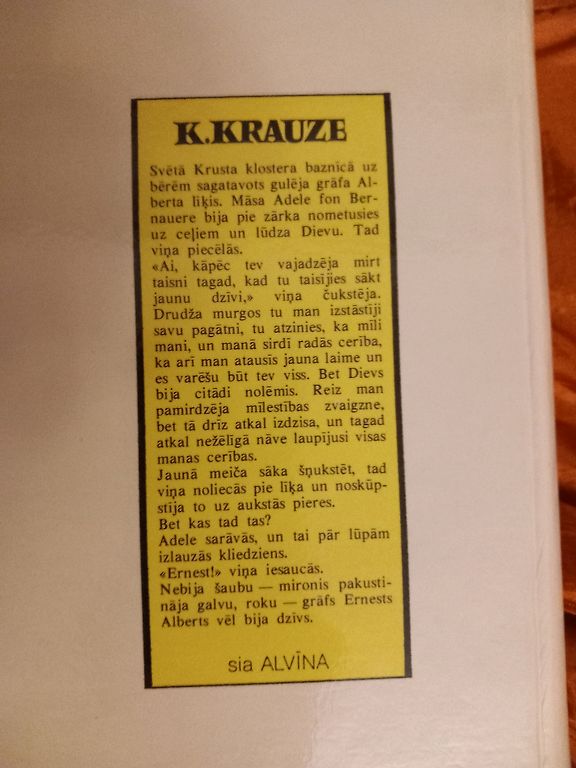 K.KRAUZE
Svētā Krusta klostera baznīcā uz
bērēm sagatavots gulēja grāfa Al-
berta līķis. Māsa Adele fon Ber-
nauere bija pie zārka nometusies
uz ceļiem un lūdza Dievu. Tad
viņa piecēlās.
«Ai, kāpēc tev vajadzēja mirt
taisni tagad, kad tu taisījies sākt
jaunu dzīvi,» viņa čukstēja.
Drudža murgos tu man izstāstīji
savu pagātni, tu atzinies, ka mīli
mani, un manā sirdī radās cerība,
ka arī man atausīs jauna laime un
es varēšu būt tev viss. Bet Dievs
bija citādi nolēmis. Reiz man
pamirdzēja mīlestības zvaigzne,
bet tā drīz atkal izdzisa, un tagad
atkal nežēlīgā nāve laupījusi visas
manas cerības.
Jaunā meiča sāka šņukstēt, tad
viņa noliecās pie līķa un noskūp-
stīja to uz aukstās pieres.
Bet kas tad tas?
Adele sarāvās, un tai pār lūpām
izlauzās kliedziens.
«Ernest!» viņa iesaucās.
Nebija šaubu — mironis pakusti-
nāja galvu, roku — grāfs Ernests
Alberts vēl bija dzīvs.
sia ALVĪNA